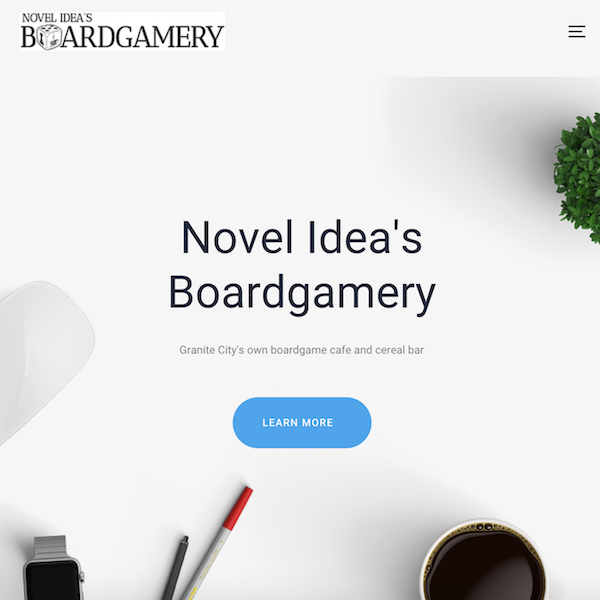 NOVEL IDEA'S
BOARDGAMERY
Novel Idea's
Boardgamery
Granite City's own boardgame cafe and cereal bar
LEARN MORE